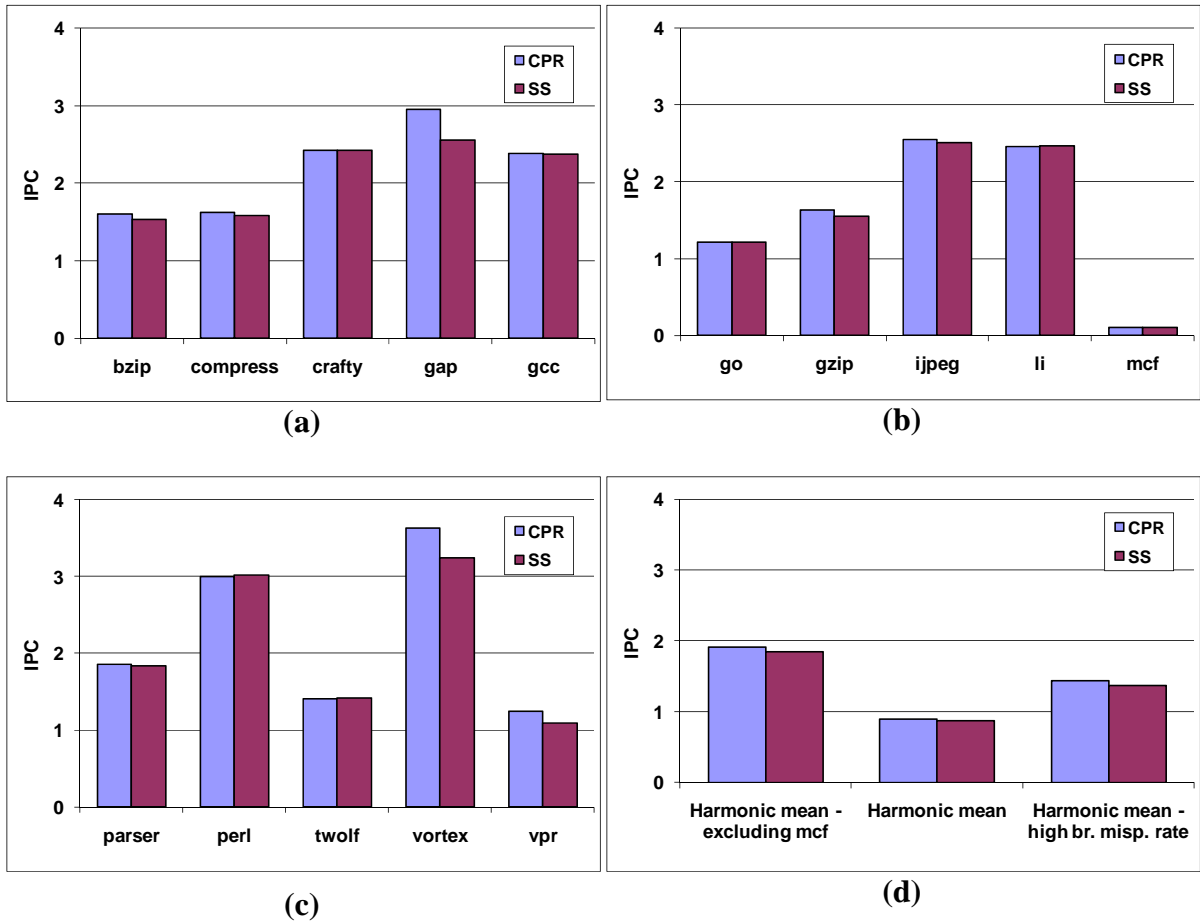 4
3
2
1
0
IPC
CPR
SS
bzip compress crafty gap gcc
(a)
4
3
2
1
0
IPC
CPR
SS
go gzip ijpeg li mcf
(b)
4
3
2
1
0
IPC
CPR
SS
parser perl twolf vortex vpr
(c)
4
3
2
1
0
IPC
CPR
SS
Harmonic mean -
excluding mcf
Harmonic mean
Harmonic mean -
high br. misp. rate
(d)